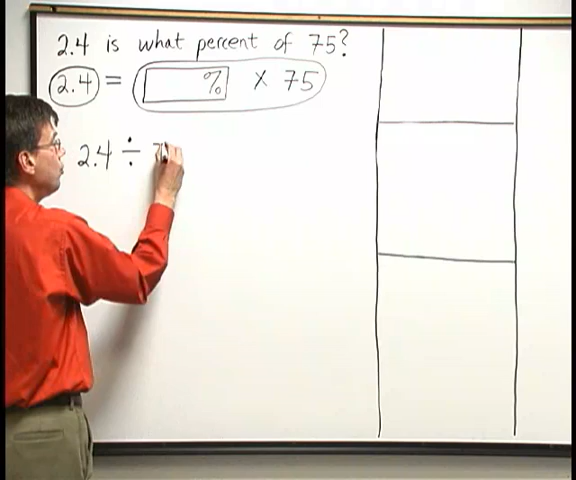 2.4 is what percent of 75?
2.4 = % × 75
2.4 ÷ 7